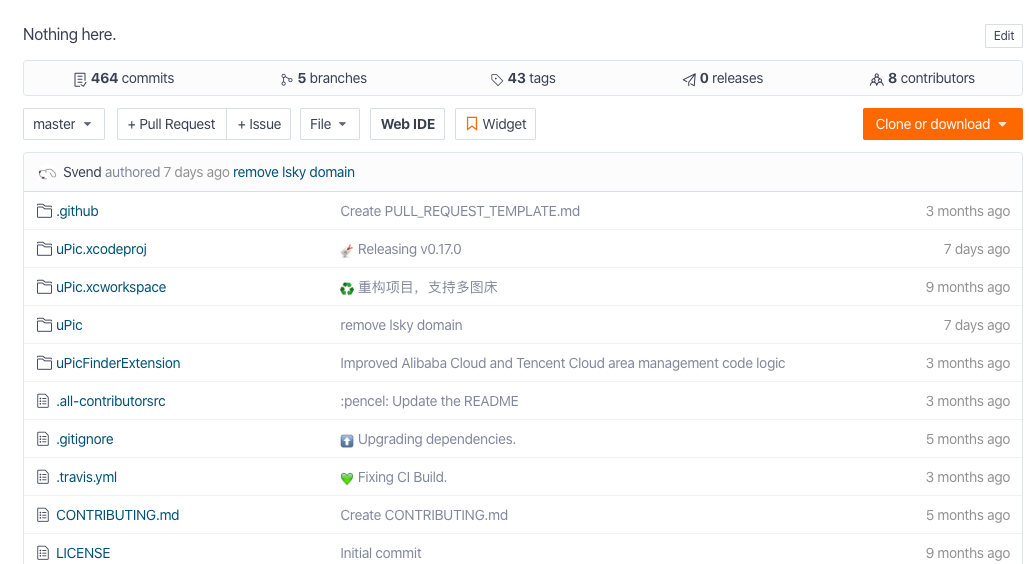 Nothing here.
Edit
464 commits 5 branches 43 tags 0 releases 8 contributors
master + Pull Request + Issue File Web IDE Widget Clone or download
Svend authored 7 days ago remove lsky domain
.github Create PULL_REQUEST_TEMPLATE.md 3 months ago
uPic.xcodeproj Releasing v0.17.0 7 days ago
uPic.xcworkspace 重构项目，支持多图床 9 months ago
uPic remove lsky domain 7 days ago
uPicFinderExtension Improved Alibaba Cloud and Tencent Cloud area management code logic 3 months ago
.all-contributorsrc :pencel: Update the README 3 months ago
.gitignore Upgrading dependencies. 5 months ago
.travis.yml Fixing CI Build. 3 months ago
CONTRIBUTING.md Create CONTRIBUTING.md 5 months ago
LICENSE Initial commit 9 months ago